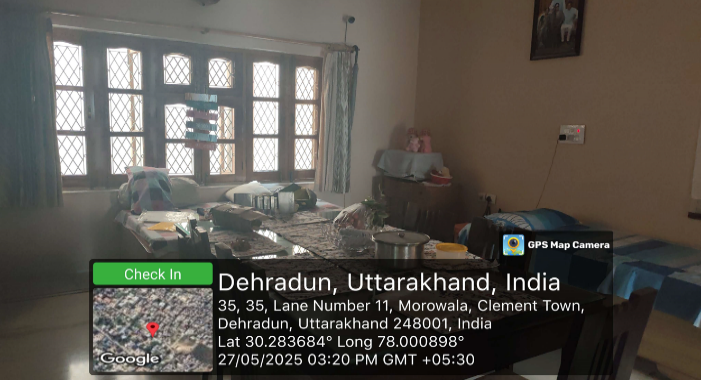 GPS Map Camera
Check In
Dehradun, Uttarakhand, India
35, 35, Lane Number 11, Morowala, Clement Town,
Dehradun, Uttarakhand 248001, India
Lat 30.283684° Long 78.000898°
27/05/2025 03:20 PM GMT +05:30
Google